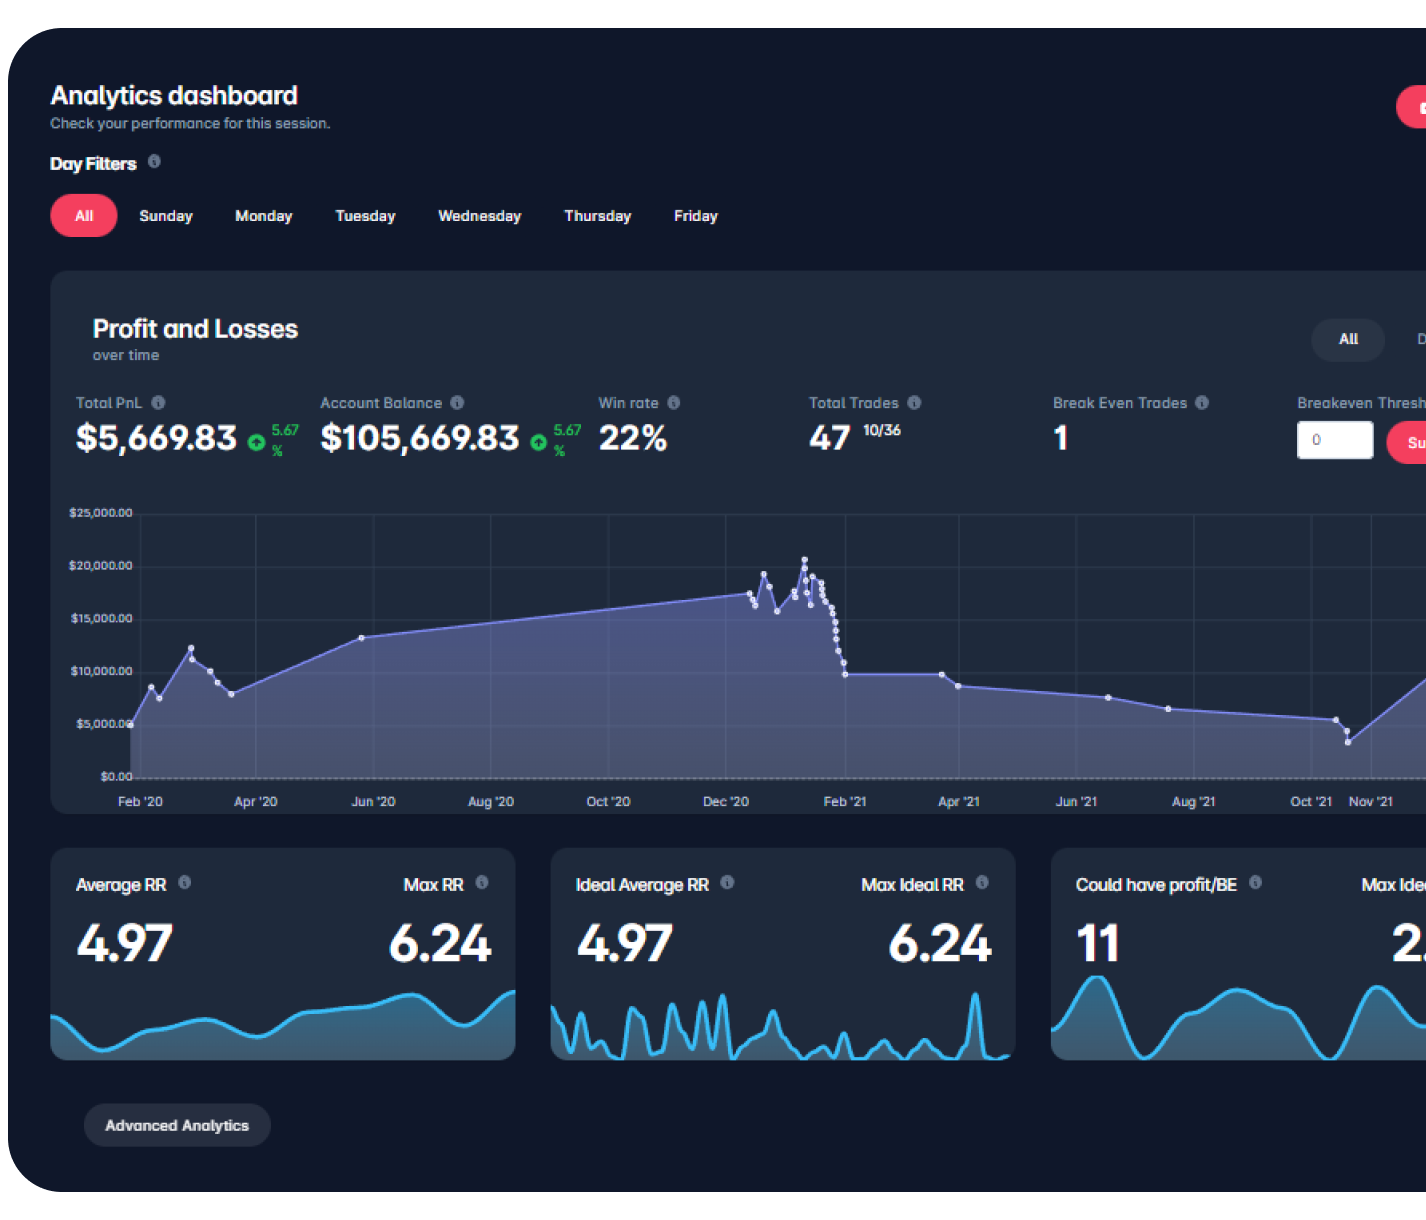 Analytics dashboard
Check your performance for this session.
Day Filters
All Sunday Monday Tuesday Wednesday Thursday Friday
Profit and Losses
over time
All
Total PnL Account Balance Win rate Total Trades Break Even Trades Breakeven
$5,669.83 5.67 % $105,669.83 5.67 % 22% 47 10/36 1 0
$25,000.00
$20,000.00
$15,000.00
$10,000.00
$5,000.00
$0.00
Feb '20 Apr '20 Jun '20 Aug '20 Oct '20 Dec '20 Feb '21 Apr '21 Jun '21 Aug '21 Oct '21 Nov '21
Average RR Max RR Ideal Average RR Max Ideal RR Could have profit/BE Max
4.97 6.24 4.97 6.24 11 2.
Advanced Analytics